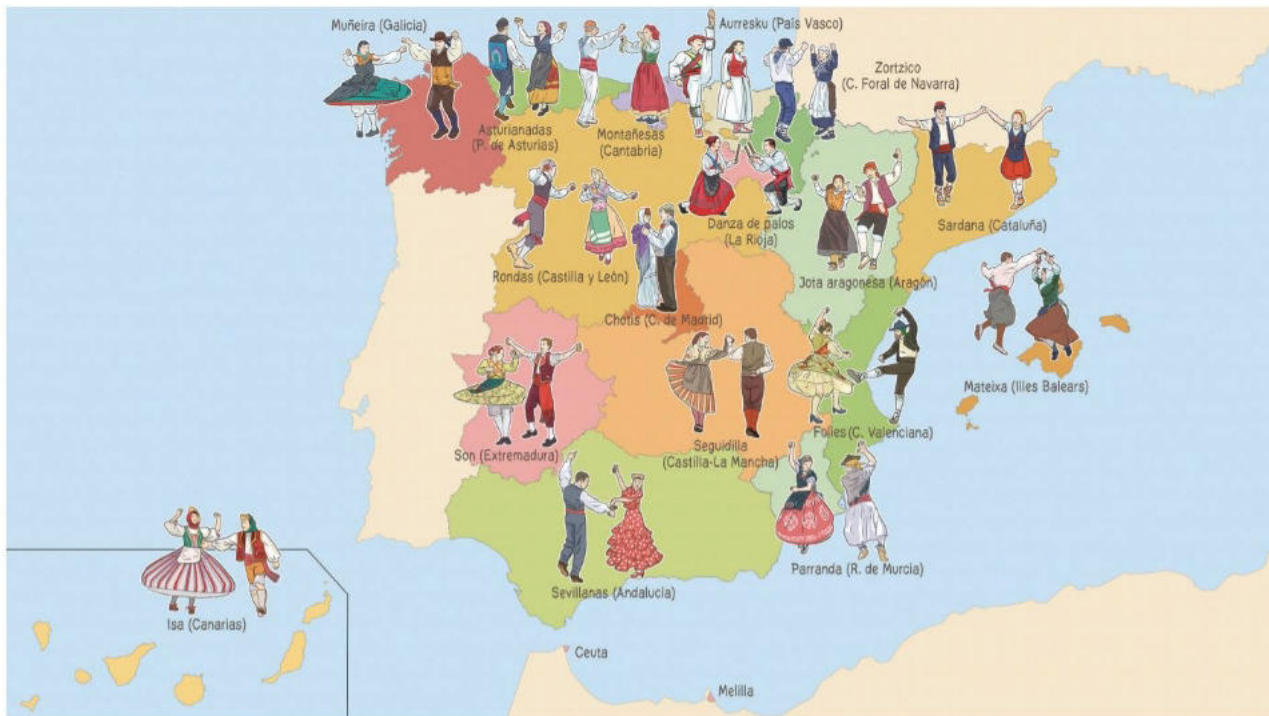 Muñeira (Galicia)
Aurresku (País Vasco)
Zortzico
(C. Foral de Navarra)
Asturianadas
(P. de Asturias)
Montañesas
(Cantabria)
Danza de palos
(La Rioja)
Sardana (Cataluña)
Rondas (Castilla y León)
Jota aragonesa (Aragón)
Chotis (C. de Madrid)
Mateixa (Illes Balears)
Son (Extremadura)
Seguidilla
(Castilla-La Mancha)
Folies (C. Valenciana)
Parranda (R. de Murcia)
Sevillanas (Andalucía)
Isa (Canarias)
Ceuta
Melilla